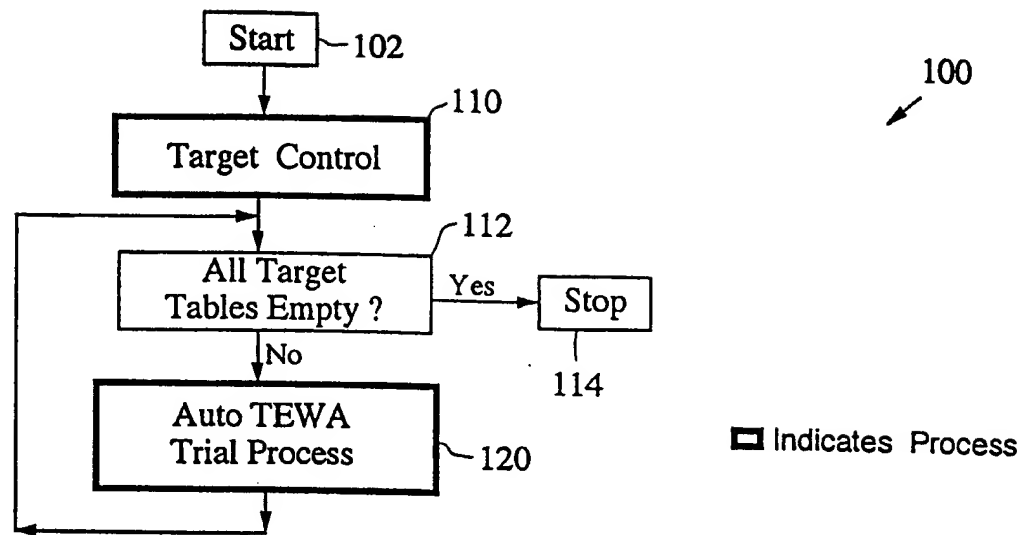 Start
102
100
110
Target Control
112
All Target
Tables Empty ?
Yes
Stop
114
No
Auto TEWA
Trial Process
120
Indicates Process